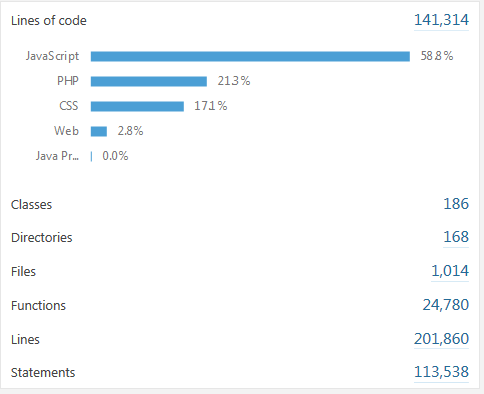 Lines of code 141,314
JavaScript 58.8%
PHP 21.3%
CSS 17.1%
Web 2.8%
Java Pr... 0.0%
Classes 186
Directories 168
Files 1,014
Functions 24,780
Lines 201,860
Statements 113,538